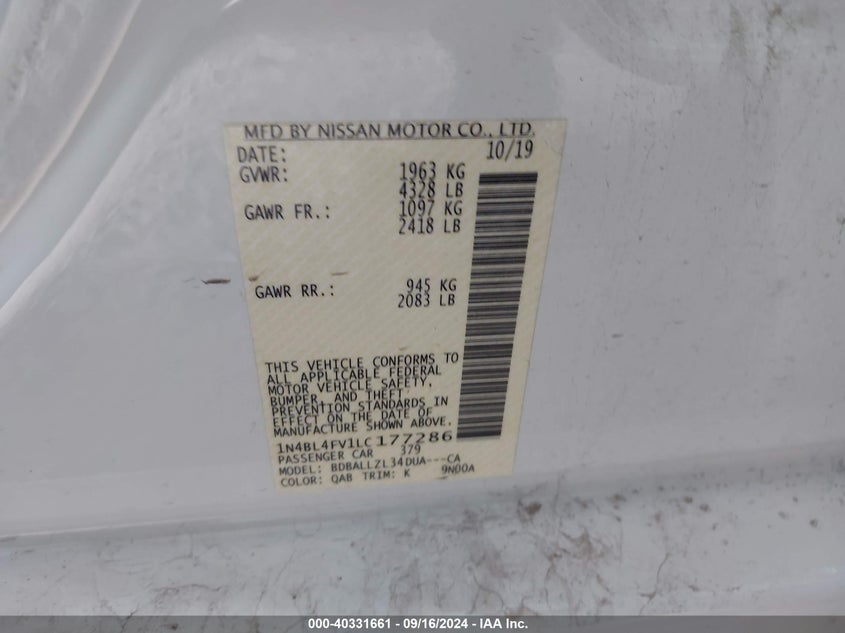 MFD BY NISSAN MOTOR CO., LTD.
DATE: 10/19
GVWR: 1963 KG
4328 LB
GAWR FR.: 1097 KG
2418 LB
GAWR RR.: 945 KG
2083 LB
THIS VEHICLE CONFORMS TO
ALL APPLICABLE FEDERAL
MOTOR VEHICLE SAFETY,
BUMPER, AND THEFT
PREVENTION STANDARDS IN
EFFECT ON THE DATE OF
MANUFACTURE SHOWN ABOVE.
1N4BL4FV1LC177286
PASSENGER CAR 379
MODEL: BDBALLZL34DUA---CA
COLOR: QAB TRIM: K 9N00A
000-40331661 - 09/16/2024 - IAA Inc.